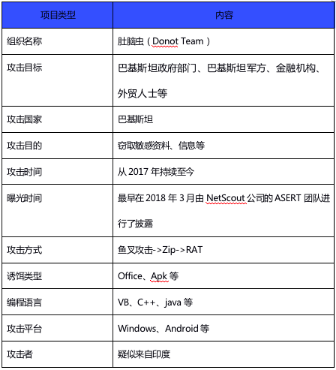 项目类型 内容
组织名称 肚脑虫（Donot Team）
攻击目标 巴基斯坦政府部门、巴基斯坦军方、金融机构、
外贸人士等
攻击国家 巴基斯坦
攻击目的 窃取敏感资料、信息等
攻击时间 从 2017 年持续至今
曝光时间 最早在 2018 年 3 月由 NetScout 公司的 ASERT 团队进
行了披露
攻击方式 鱼叉攻击->Zip->RAT
诱饵类型 Office、Apk 等
编程语言 VB、C++、java 等
攻击平台 Windows、Android 等
攻击者 疑似来自印度